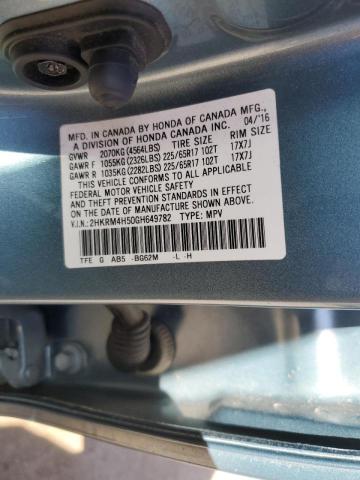 MFD. IN CANADA BY HONDA OF CANADA MFG.,
A DIVISION OF HONDA CANADA INC. 04/'16
GVWR 2070KG (4564LBS) TIRE SIZE RIM SIZE
GAWR F 1055KG (2326LBS) 225/65R17 102T 17X7J
GAWR R 1035KG (2282LBS) 225/65R17 102T 17X7J
THIS VEHICLE CONFORMS TO ALL APPLICABLE
FEDERAL MOTOR VEHICLE SAFETY
AND THEFT PREVENTION STANDARDS IN EFFECT ON
THE DATE OF MANUFACTURE SHOWN ABOVE.
V.I.N.: 2HKRM4H50GH649782 TYPE: MPV
TFE G AB5 -BG62M -L -H